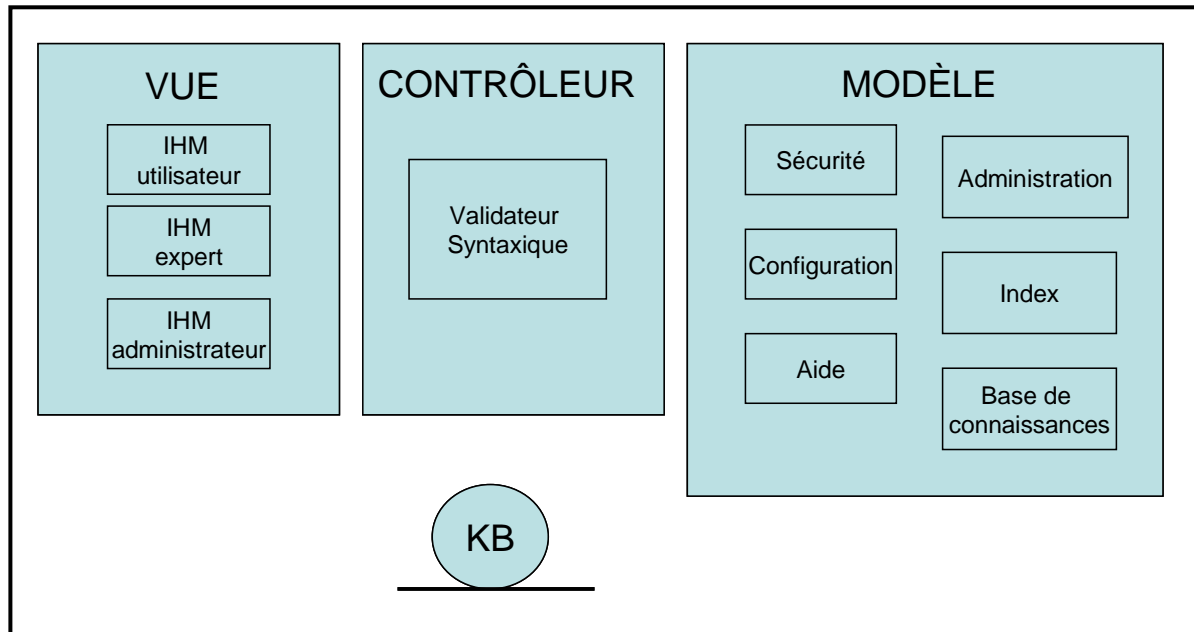 VUE
IHM
utilisateur
IHM
expert
IHM
administrateur
CONTRÔLEUR
Validateur
Syntaxique
MODÈLE
Sécurité
Configuration
Aide
Administration
Index
Base de
connaissances
KB